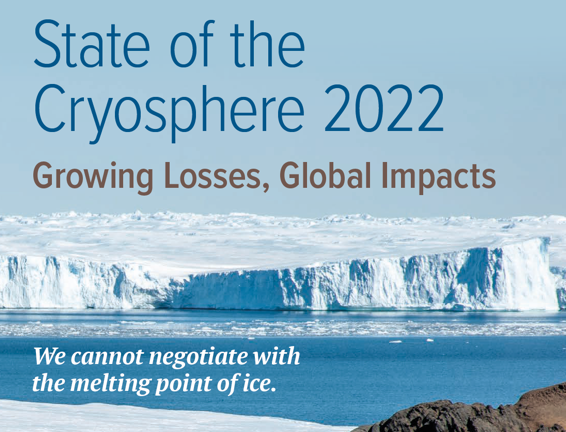 State of the
Cryosphere 2022
Growing Losses, Global Impacts
We cannot negotiate with
the melting point of ice.